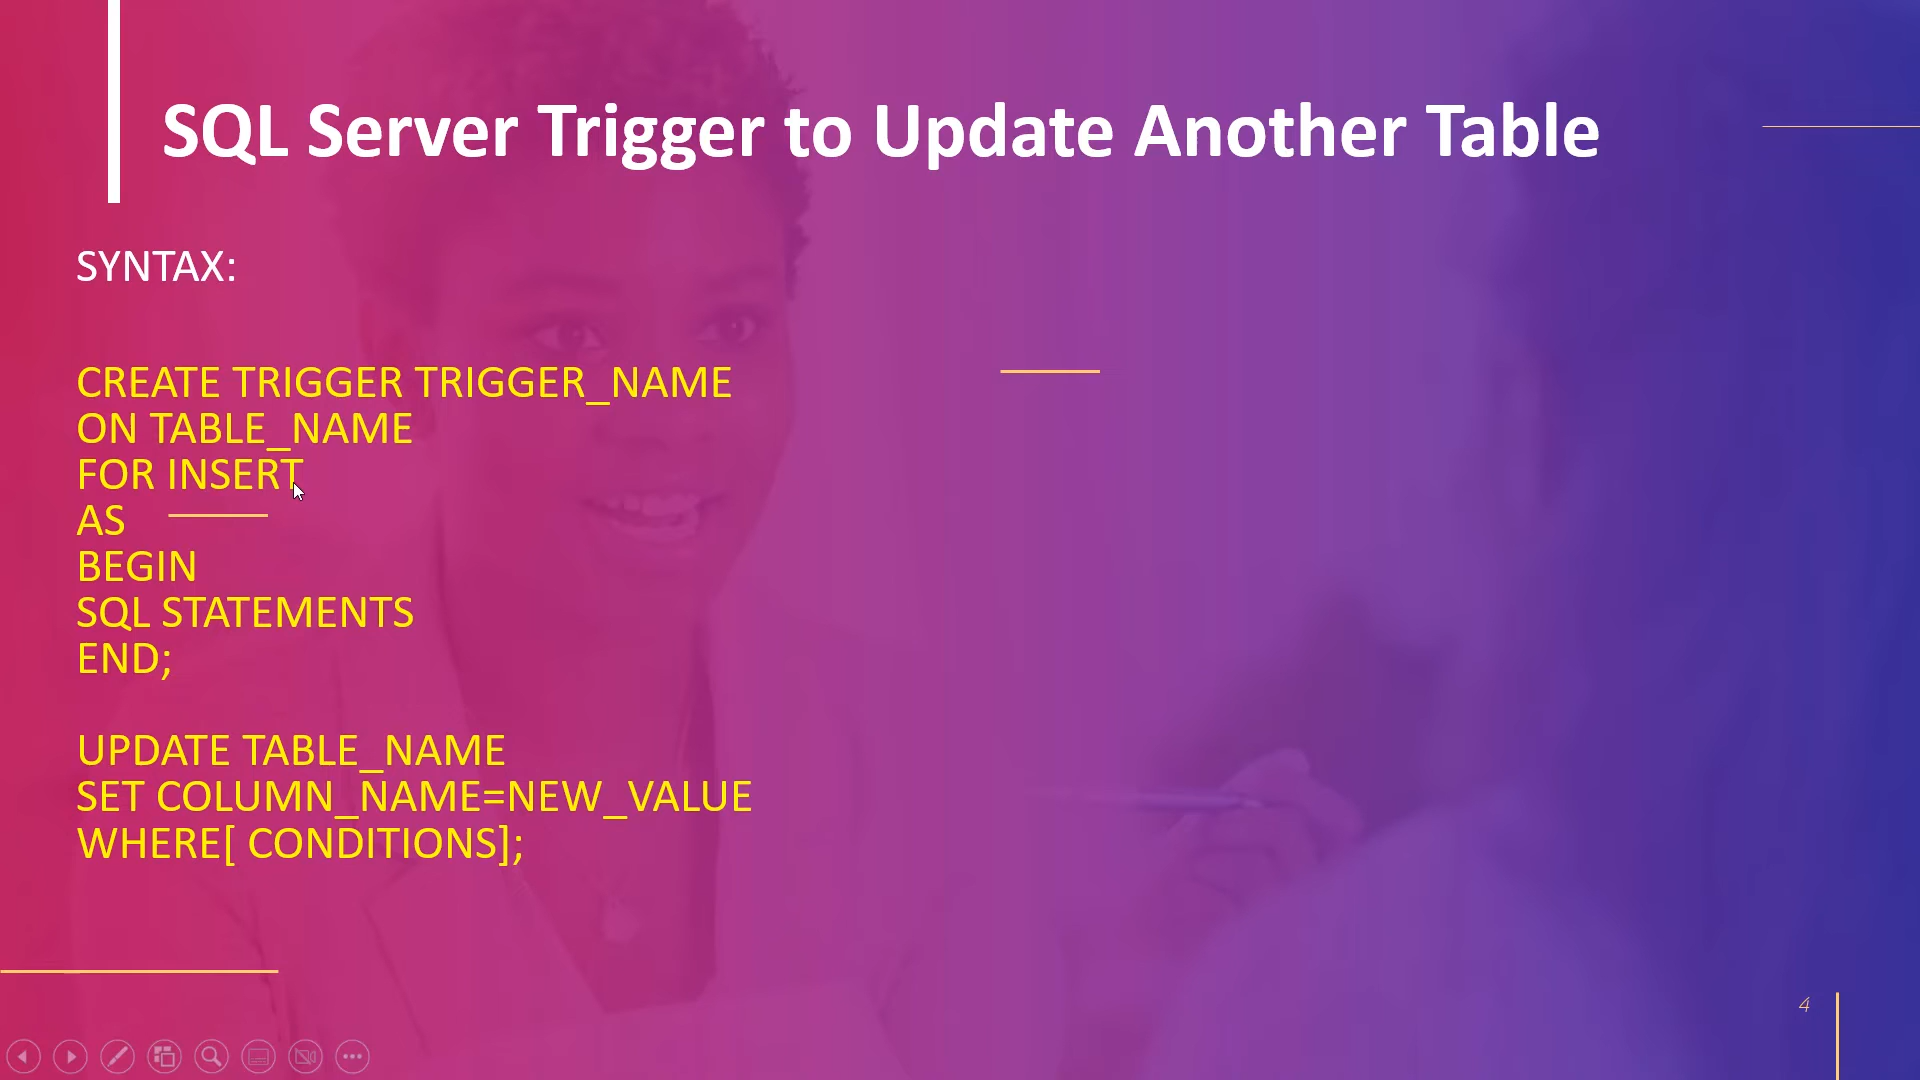 SQL Server Trigger to Update Another Table
SYNTAX:
CREATE TRIGGER TRIGGER_NAME
ON TABLE_NAME
FOR INSERT
AS
BEGIN
SQL STATEMENTS
END;
UPDATE TABLE_NAME
SET COLUMN_NAME=NEW_VALUE
WHERE[ CONDITIONS];
4